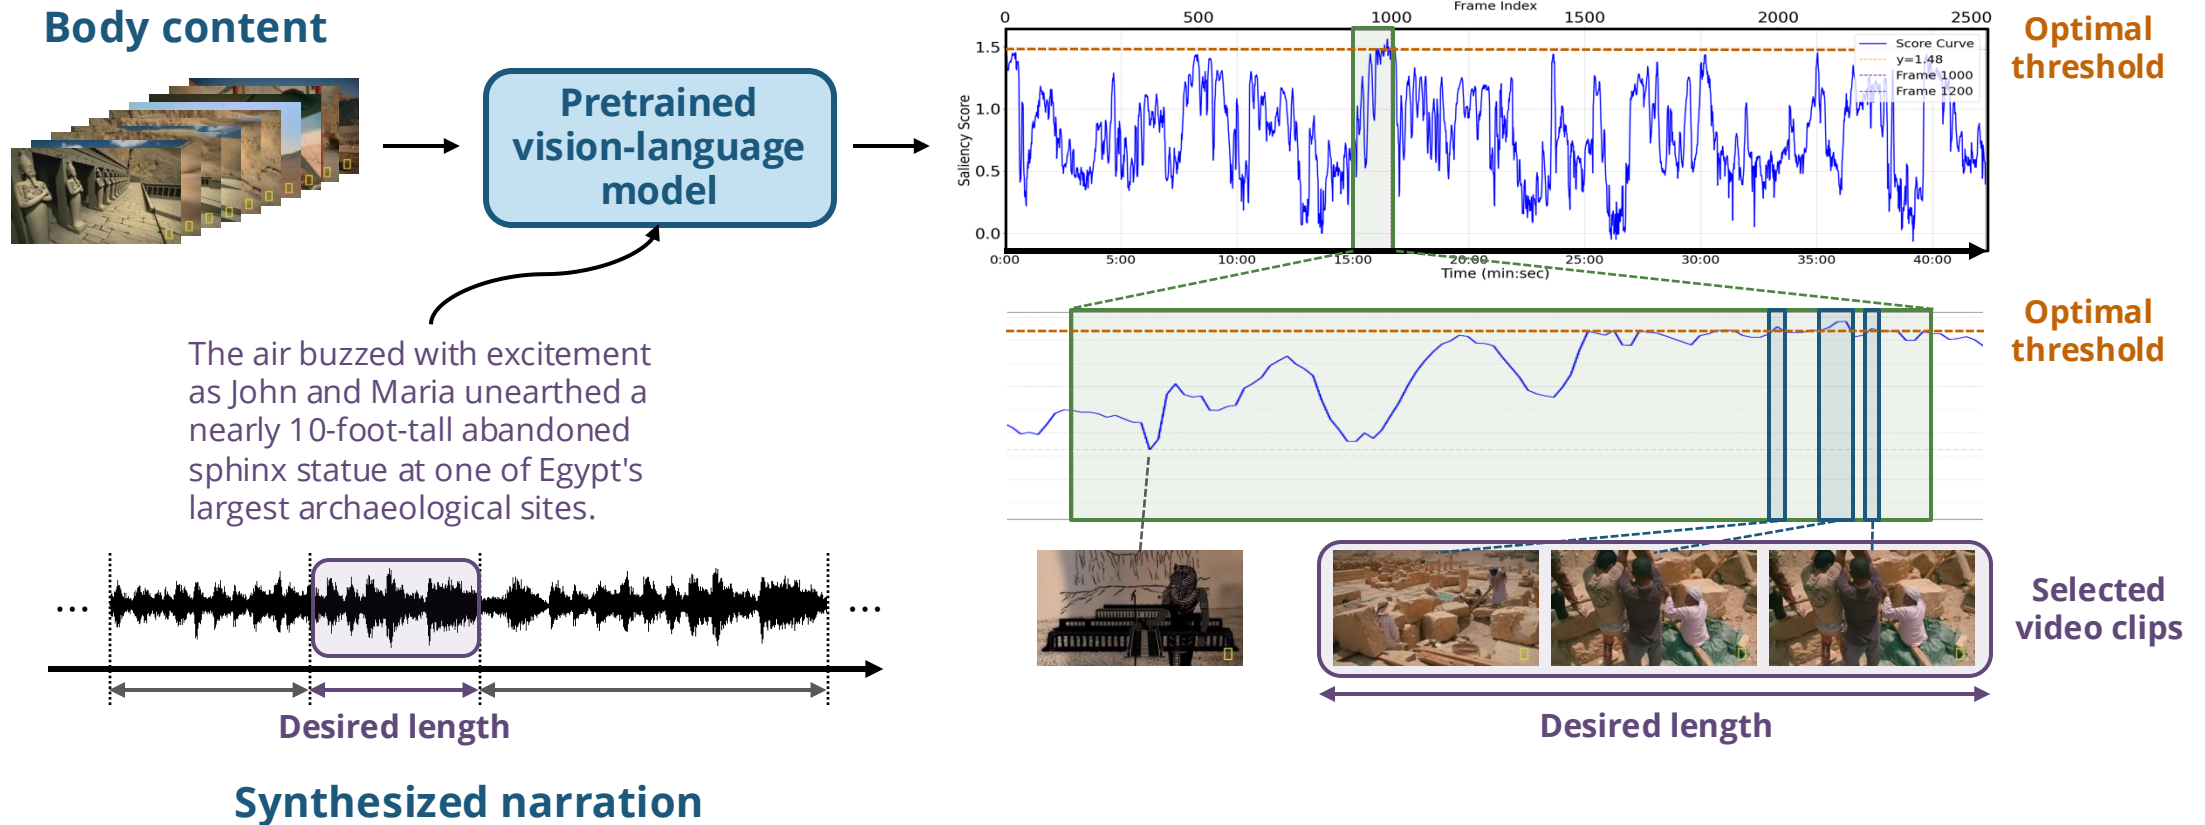 Body content
Pretrained
vision-language
model
The air buzzed with excitement
as John and Maria unearthed a
nearly 10-foot-tall abandoned
sphinx statue at one of Egypt's
largest archaeological sites.
... ...
Desired length
Synthesized narration
Frame Index
0 500 1000 1500 2000 2500
1.5
1.0
0.5
0.0
Saliency Score
Score Curve
y=1.48
Frame 1000
Frame 1200
0:00 5:00 10:00 15:00 20:00 25:00 30:00 35:00 40:00
Time (min:sec)
Optimal
threshold
Optimal
threshold
Selected
video clips
Desired length